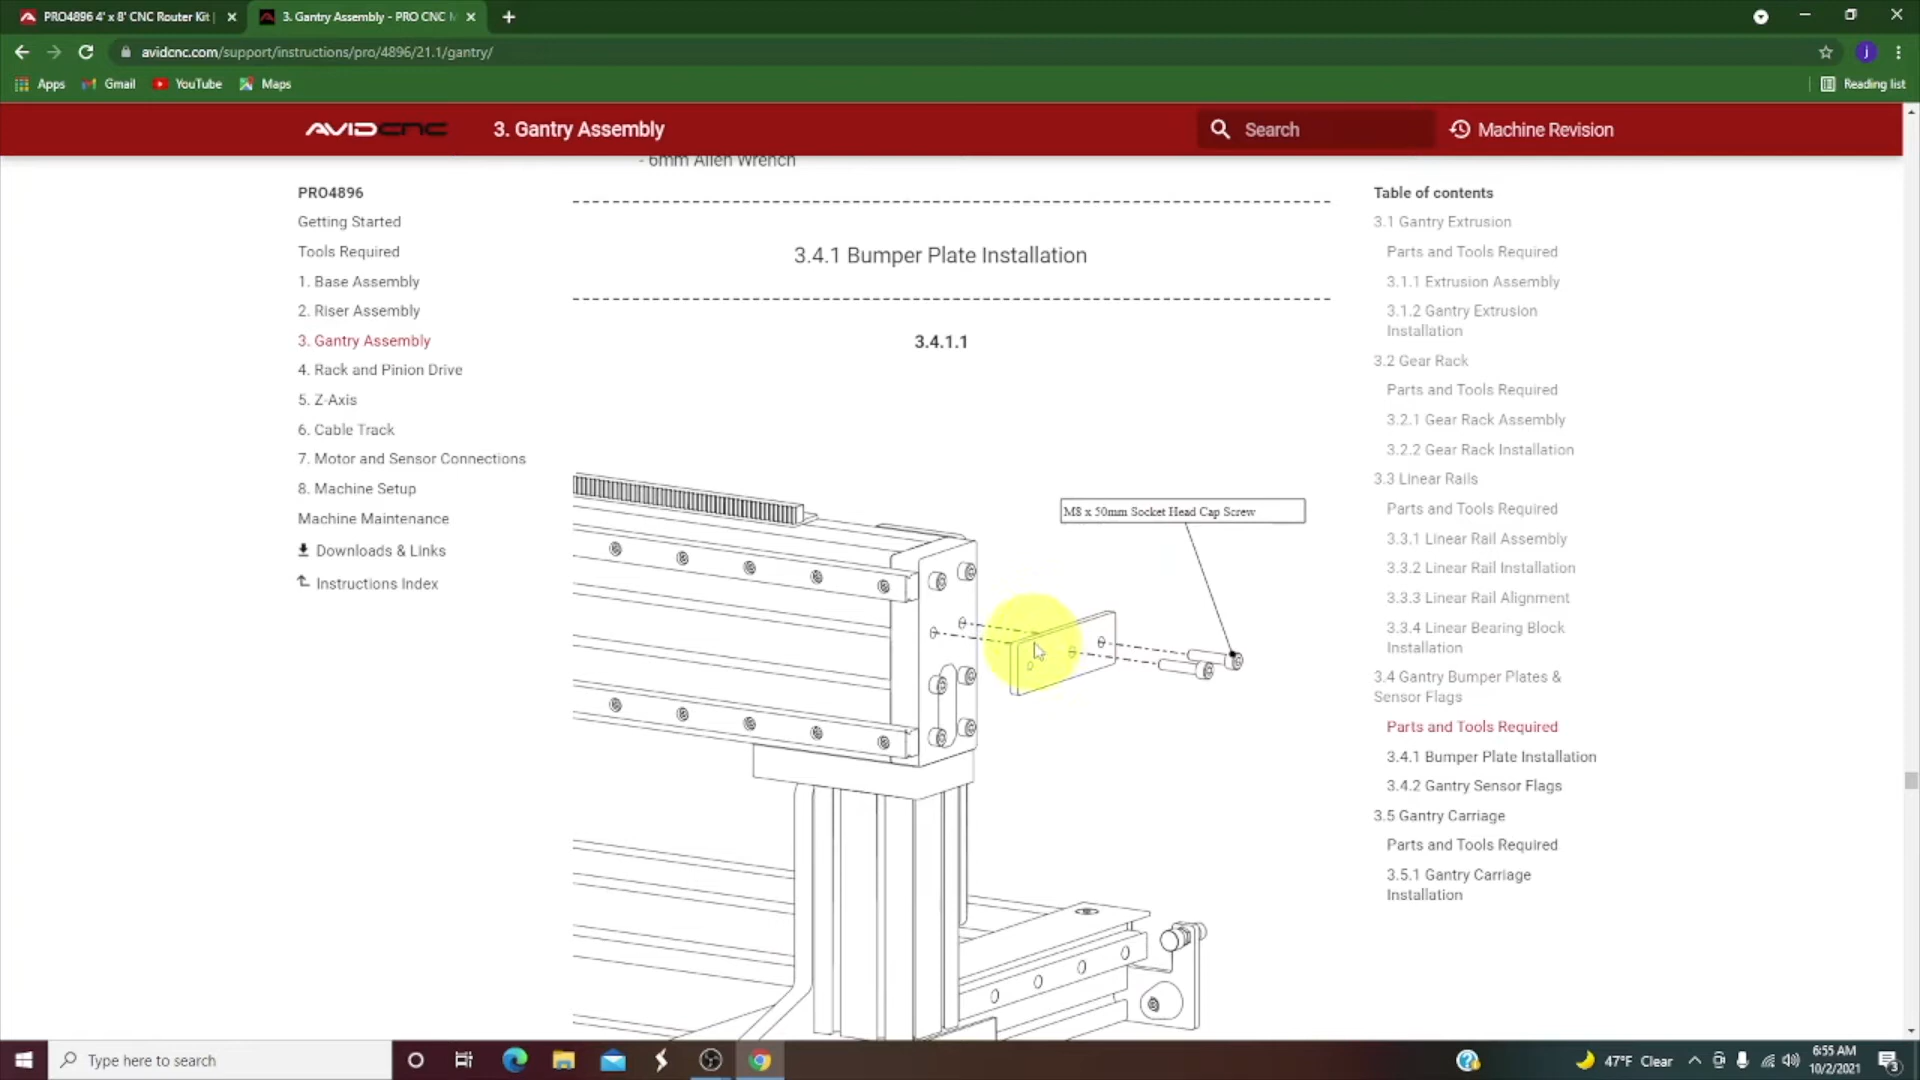 PRO4896 4' x 8' CNC Router Kit |
3. Gantry Assembly - PRO CNC M
avidcnc.com/support/instructions/pro/4896/21.1/gantry/
j
Apps
Gmail
YouTube
Maps
Reading list
AVIDCNC
3. Gantry Assembly
Search
Machine Revision
PRO4896
Getting Started
Tools Required
1. Base Assembly
2. Riser Assembly
3. Gantry Assembly
4. Rack and Pinion Drive
5. Z-Axis
6. Cable Track
7. Motor and Sensor Connections
8. Machine Setup
Machine Maintenance
Downloads & Links
Instructions Index
- 6mm Allen Wrench
3.4.1 Bumper Plate Installation
3.4.1.1
M8 x 50mm Socket Head Cap Screw
Table of contents
3.1 Gantry Extrusion
Parts and Tools Required
3.1.1 Extrusion Assembly
3.1.2 Gantry Extrusion
Installation
3.2 Gear Rack
Parts and Tools Required
3.2.1 Gear Rack Assembly
3.2.2 Gear Rack Installation
3.3 Linear Rails
Parts and Tools Required
3.3.1 Linear Rail Assembly
3.3.2 Linear Rail Installation
3.3.3 Linear Rail Alignment
3.3.4 Linear Bearing Block
Installation
3.4 Gantry Bumper Plates &
Sensor Flags
Parts and Tools Required
3.4.1 Bumper Plate Installation
3.4.2 Gantry Sensor Flags
3.5 Gantry Carriage
Parts and Tools Required
3.5.1 Gantry Carriage
Installation
Type here to search
47°F Clear
6:55 AM
10/2/2021
3